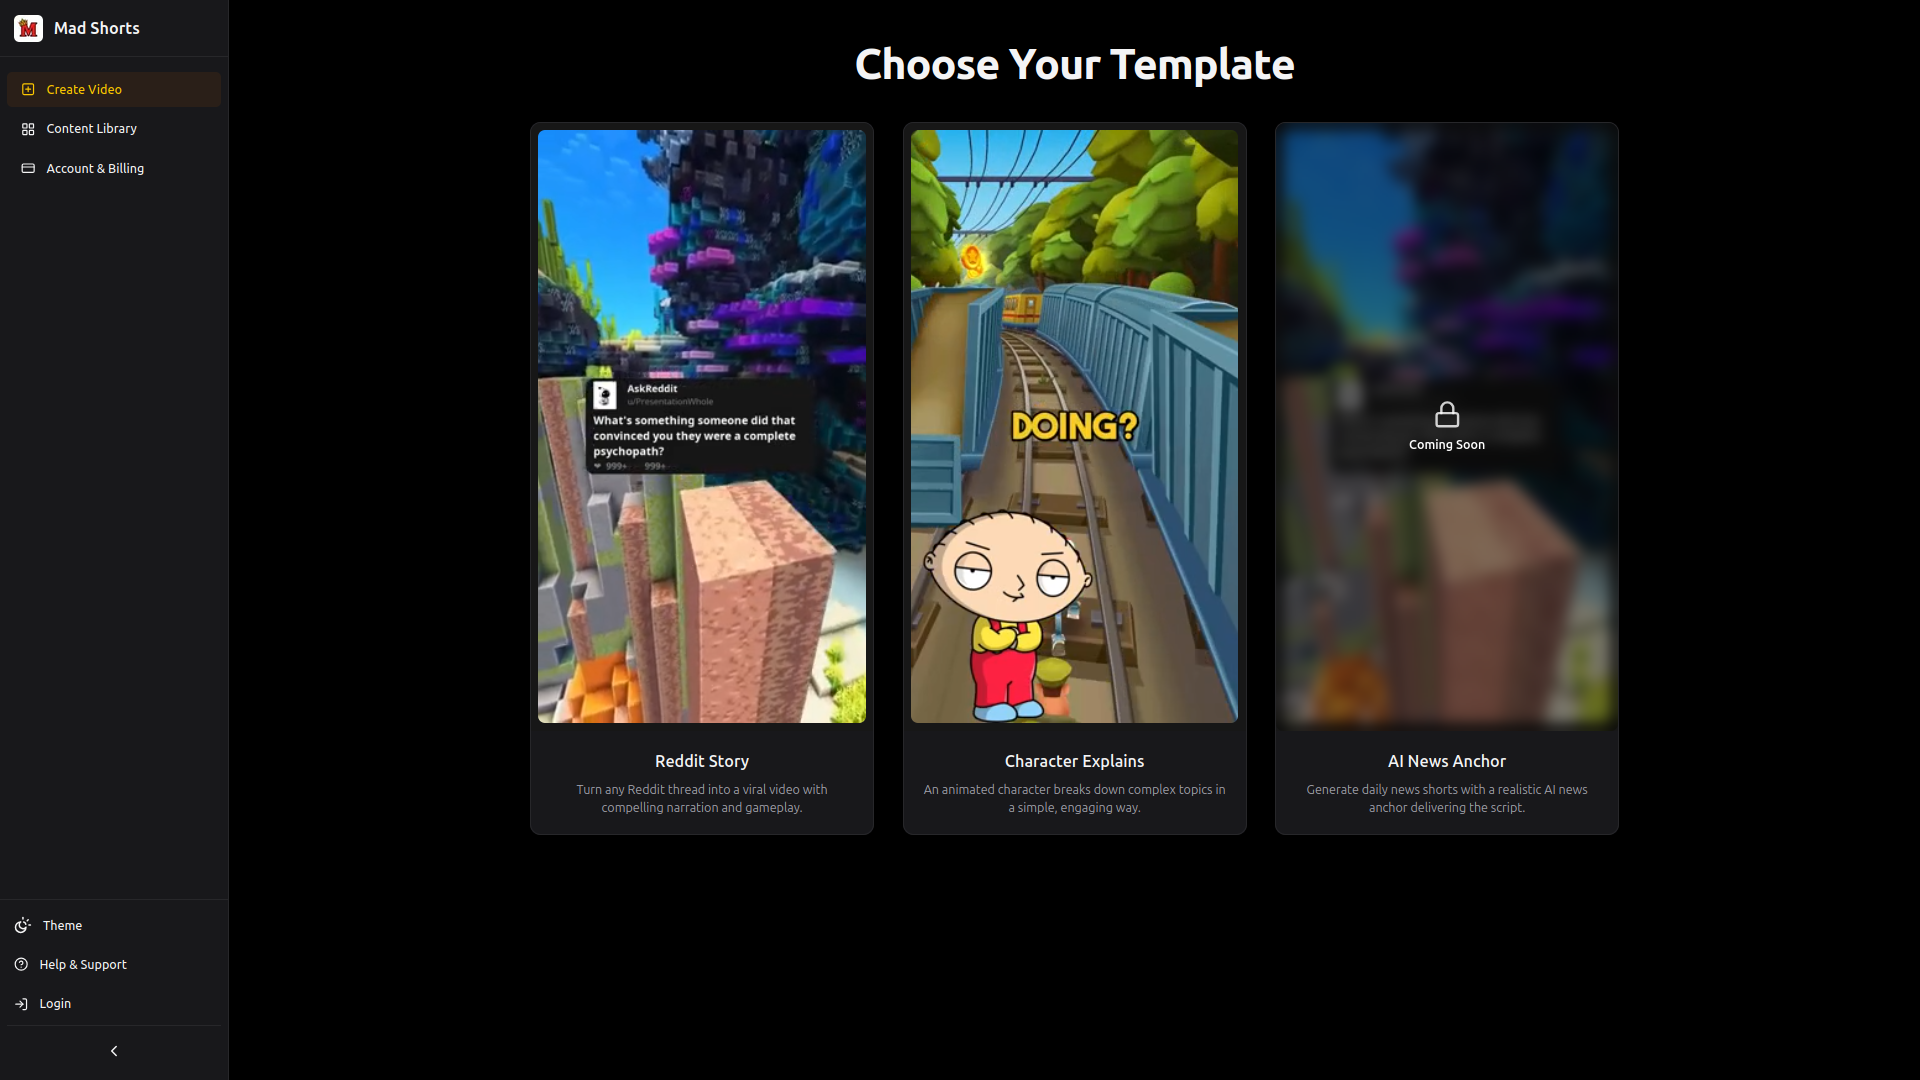 Mad Shorts
Create Video
Content Library
Account & Billing
Theme
Help & Support
Login
Choose Your Template
AskReddit
u/PresentationWhole
What's something someone did that
convinced you they were a complete
psychopath?
999+ 999+
Reddit Story
Turn any Reddit thread into a viral video with
compelling narration and gameplay.
DOING?
Character Explains
An animated character breaks down complex topics in
a simple, engaging way.
Coming Soon
AI News Anchor
Generate daily news shorts with a realistic AI news
anchor delivering the script.